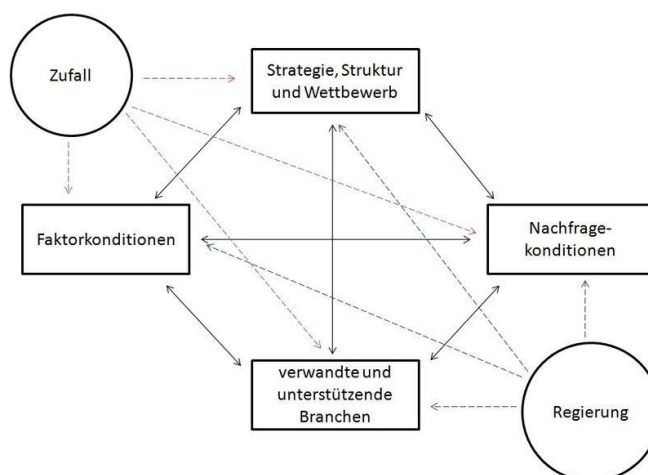 Zufall
Strategie, Struktur
und Wettbewerb
Faktorkonditionen
Nachfrage-
konditionen
verwandte und
unterstützende
Branchen
Regierung